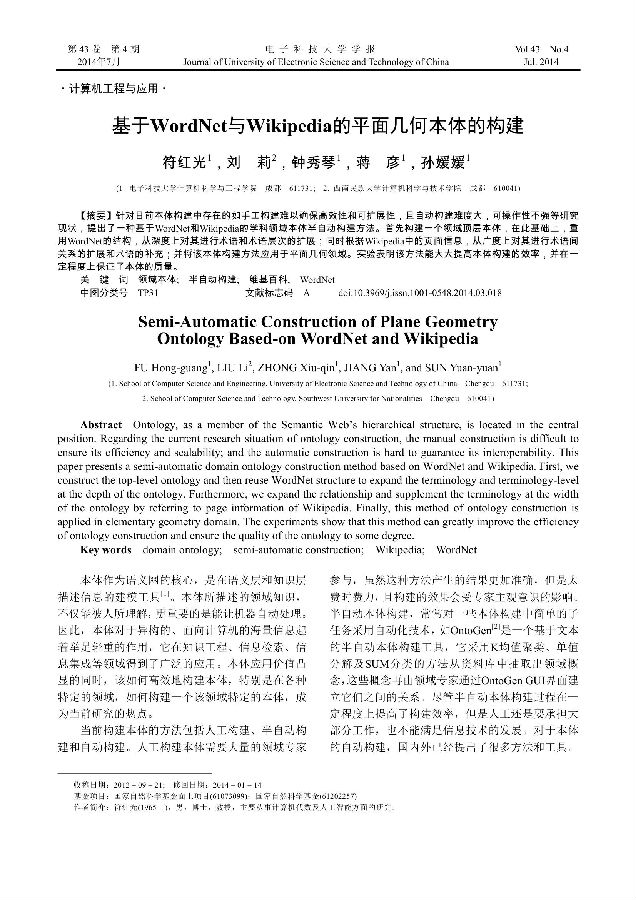 第 43 卷 第 4 期
2014年7月
电 子 科 技 大 学 学 报
Journal of University of Electronic Science and Technology of China
Vol.43 No.4
Jul. 2014
·计算机工程与应用·
基于WordNet与Wikipedia的平面几何本体的构建
符红光1，刘 莉2，钟秀琴1，蒋 彦1，孙媛媛1
(1. 电子科技大学计算机科学与工程学院 成都 611731； 2. 西南民族大学计算机科学与技术学院 成都 610041)
【摘要】针对目前本体构建中存在的如手工构建难以确保高效性和可扩展性，且自动构建难度大，可操作性不强等研究
现状，提出了一种基于WordNet和Wikipedia的学科领域本体半自动构建方法。首先构建一个领域顶层本体，在此基础上，重
用WordNet的结构，从深度上对其进行术语和术语层次的扩展；同时根据Wikipedia中的页面信息，从广度上对其进行术语间
关系的扩展和术语的补充；并将该本体构建方法应用于平面几何领域。实验表明该方法能大大提高本体构建的效率，并在一
定程度上保证了本体的质量。
关 键 词 领域本体； 半自动构建； 维基百科； WordNet
中图分类号 TP31 文献标志码 A doi:10.3969/j.issn.1001-0548.2014.03.018
Semi-Automatic Construction of Plane Geometry
Ontology Based-on WordNet and Wikipedia
FU Hong-guang1, LIU Li2, ZHONG Xiu-qin1, JIANG Yan1, and SUN Yuan-yuan1
(1. School of Computer Science and Engineering, University of Electronic Science and Technology of China Chengdu 611731;
2. School of Computer Science and Technology, Southwest University for Nationalities Chengdu 610041)
Abstract Ontology, as a member of the Semantic Web's hierarchical structure, is located in the central
position. Regarding the current research situation of ontology construction, the manual construction is difficult to
ensure its efficiency and scalability; and the automatic construction is hard to guarantee its interoperability. This
paper presents a semi-automatic domain ontology construction method based on WordNet and Wikipedia. First, we
construct the top-level ontology and then reuse WordNet structure to expand the terminology and terminology-level
at the depth of the ontology. Furthermore, we expand the relationship and supplement the terminology at the width
of the ontology by referring to page information of Wikipedia. Finally, this method of ontology construction is
applied in elementary geometry domain. The experiments show that this method can greatly improve the efficiency
of ontology construction and ensure the quality of the ontology to some degree.
Key words domain ontology; semi-automatic construction; Wikipedia; WordNet
本体作为语义网的核心，是在语义层和知识层
描述信息的建模工具[1]。本体所描述的领域知识，
不仅能被人所理解，更重要的是能让机器自动处理。
因此，本体对于异构的、面向计算机的海量信息起
着举足轻重的作用，它在知识工程、信息检索、信
息集成等领域得到了广泛的应用。本体应用价值凸
显的同时，该如何高效地构建本体，特别是在各种
特定的领域，如何构建一个该领域特定的本体，成
为当前研究的热点。
当前构建本体的方法包括人工构建、半自动构
建和自动构建。人工构建本体需要大量的领域专家
参与，虽然这种方法产生的结果更加准确，但是太
费时费力，且构建的效果会受专家主观意识的影响。
半自动本体构建，常常对一些本体构建中简单的子
任务采用自动化技术，如OntoGen[2]是一个基于文本
的半自动本体构建工具，它采用K均值聚类、单值
分解及SUM分类的方法从资料库中抽取出领域概
念，这些概念再由领域专家通过OntoGen GUI界面建
立它们之间的关系。尽管半自动本体构建过程在一
定程度上提高了构建效率，但是人工还是要承担大
部分工作，也不能满足信息技术的发展。对于本体
的自动构建，国内外已经提出了很多方法和工具，
收稿日期：2012－09－21； 修回日期：2014－01－14
基金项目：国家自然科学基金面上项目(61073099)；国家自然科学基金(61202257)
作者简介：符红光(1965－)，男，博士，教授，主要从事计算机代数及人工智能方面的研究.